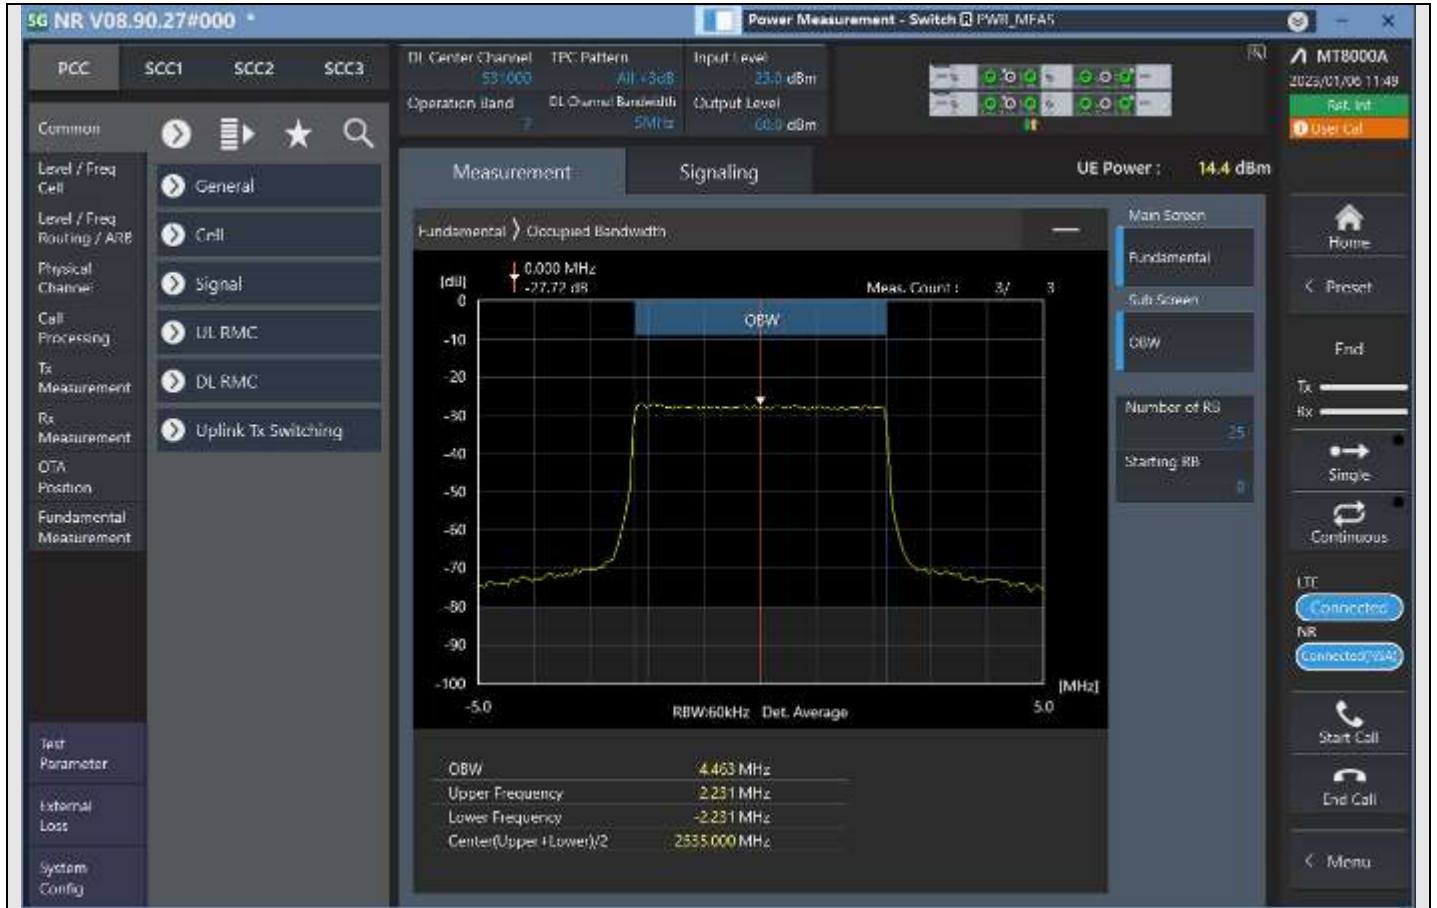 5G NR V08.90.27#000 *
Power Measurement - Switch PWR_MEAS
PCC SCC1 SCC2 SCC3
DL Center Channel TPC Pattern Input Level
531000 All +3dB 23.0 dBm
Operation Band DL Channel Bandwidth Output Level
7 5MHz dBm
MT8000A
2023/01/06 11:49
Ref. Int
User Cal
Common
Level / Freq
Cell
Level / Freq
Routing / ARB
Physical
Channel
Call
Processing
Tx
Measurement
Rx
Measurement
OTA
Position
Fundamental
Measurement
Test
Parameter
External
Loss
System
Config
General
Cell
Signal
UL RMC
DL RMC
Uplink Tx Switching
Measurement Signaling
UE Power : 14.4 dBm
Fundamental Occupied Bandwidth
[dB]
0.000 MHz
-27.72 dB
Meas. Count : 3/ 3
OBW
0
-10
-20
-30
-40
-50
-60
-70
-80
-90
-100
[MHz]
-5.0 5.0
RBW:60kHz Det. Average
OBW 4.463 MHz
Upper Frequency 2.231 MHz
Lower Frequency -2.231 MHz
Center(Upper+Lower)/2 2535.000 MHz
Main Screen
Fundamental
Sub Screen
OBW
Number of RB
25
Starting RB
0
Home
< Preset
End
Tx
Rx
Single
Continuous
LTE
Connected
NR
Connected(NSA)
Start Call
End Call
< Menu